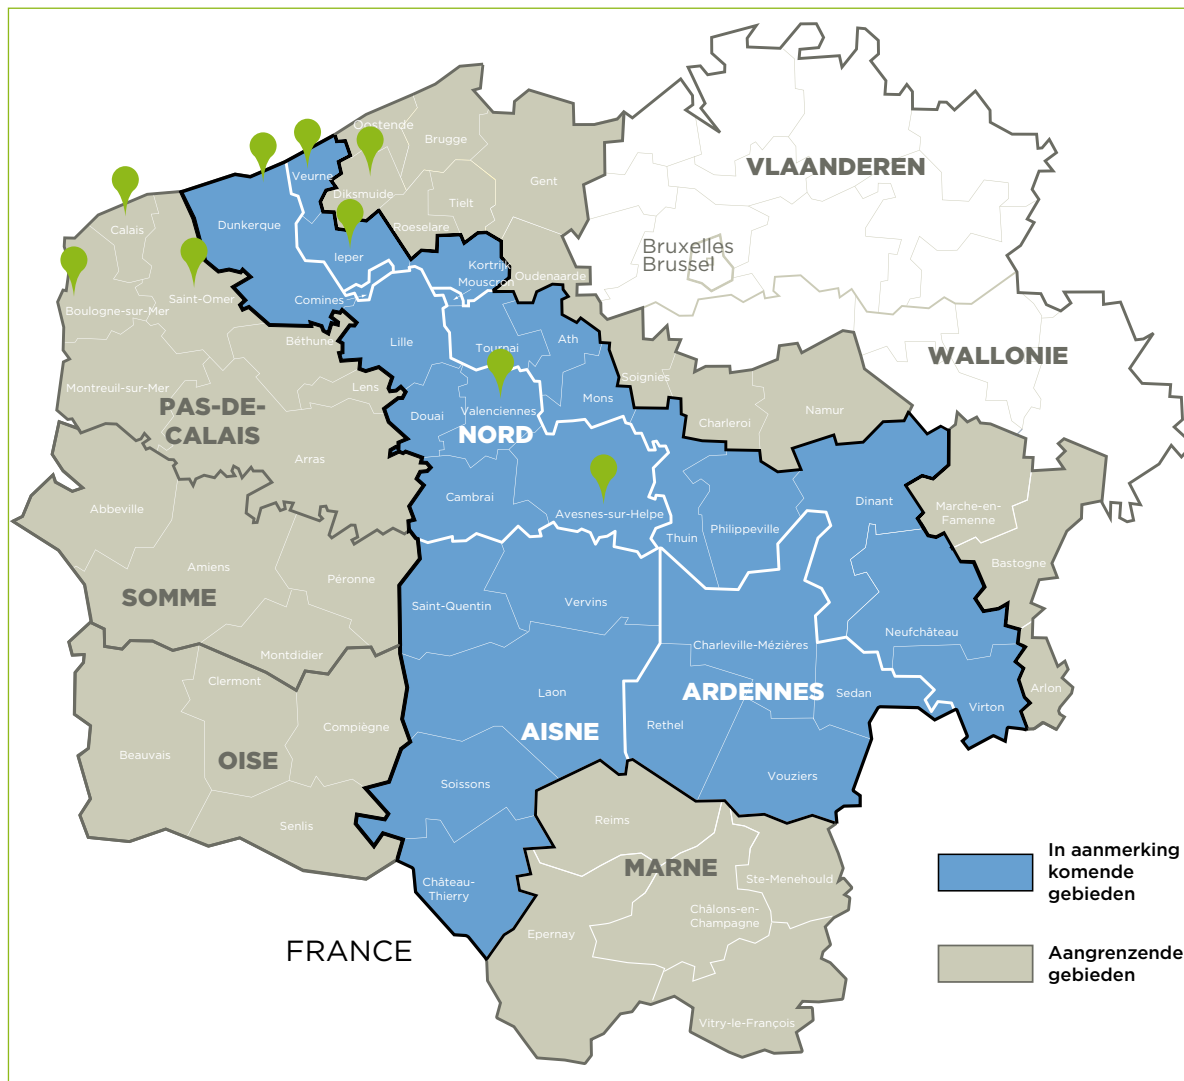 Oostende
Brugge
VLAANDEREN
Veurne
Gent
Diksmuide
Tielt
Calais
Dunkerque
Roeselare
Ieper
Bruxelles
Brussel
Kortrijk
Mouscron
Oudenaarde
Saint-Omer
Comines
Boulogne-sur-Mer
Béthune
Lille
Ath
Tournai
WALLONIE
Soignies
Montreuil-sur-Mer
Lens
Mons
PAS-DE-
CALAIS
Douai
Valenciennes
Namur
Charleroi
NORD
Arras
Cambrai
Dinant
Abbeville
Avesnes-sur-Helpe
Marche-en-
Famenne
Thuin
Philippeville
Bastogne
Amiens
Péronne
SOMME
Saint-Quentin
Vervins
Neufchâteau
Montdidier
Charleville-Mézières
Clermont
Laon
ARDENNES
Sedan
Arlon
Virton
Compiègne
Rethel
AISNE
Beauvais
OISE
Soissons
Vouziers
Senlis
Reims
MARNE
Château-
Thierry
Ste-Menehould
Châlons-en-
Champagne
Epernay
FRANCE
Vitry-le-François
In aanmerking
komende
gebieden
Aangrenzende
gebieden